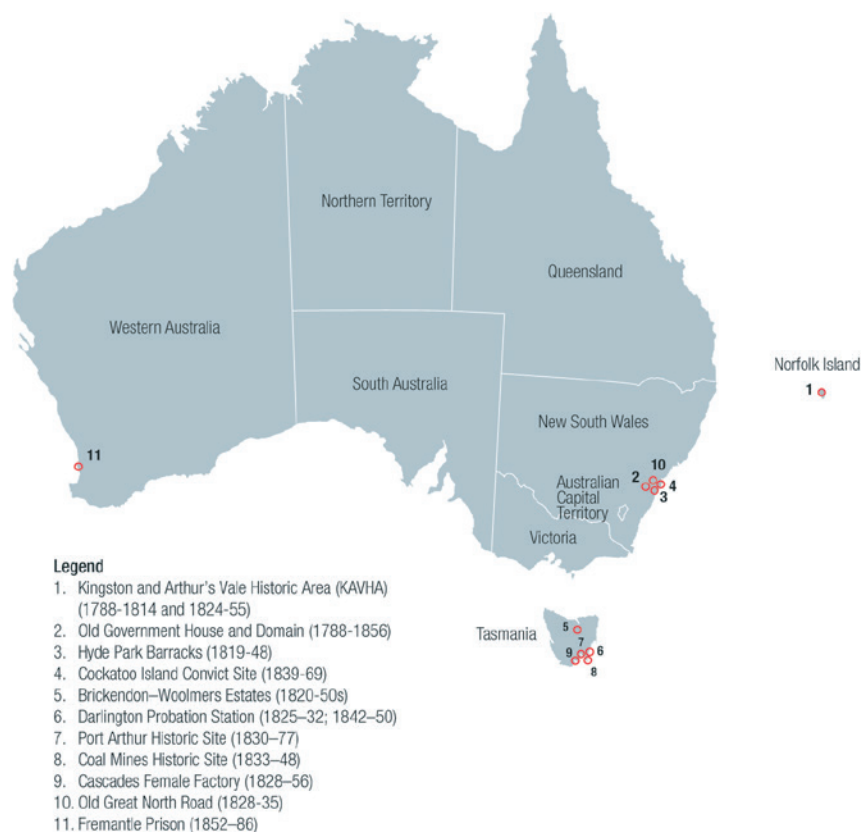 Northern Territory
Queensland
Western Australia
South Australia
Norfolk Island
1
New South Wales
11
10
2
4
3
Australian
Capital
Territory
Victoria
Tasmania
5
7
6
9
8
Legend
1. Kingston and Arthur's Vale Historic Area (KAVHA)
(1788-1814 and 1824-55)
2. Old Government House and Domain (1788-1856)
3. Hyde Park Barracks (1819-48)
4. Cockatoo Island Convict Site (1839-69)
5. Brickendon–Woolmers Estates (1820-50s)
6. Darlington Probation Station (1825–32; 1842–50)
7. Port Arthur Historic Site (1830–77)
8. Coal Mines Historic Site (1833–48)
9. Cascades Female Factory (1828–56)
10. Old Great North Road (1828-35)
11. Fremantle Prison (1852–86)